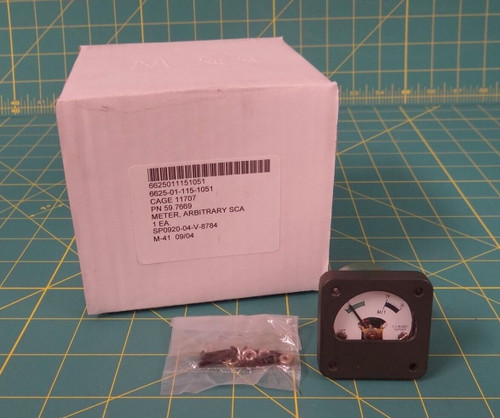 6625011151051
6625-01-115-1051
CAGE 11707
PN 59.7669
METER, ARBITRARY SCA
1 EA.
SP0920-04-V-8784
M-41 09/04